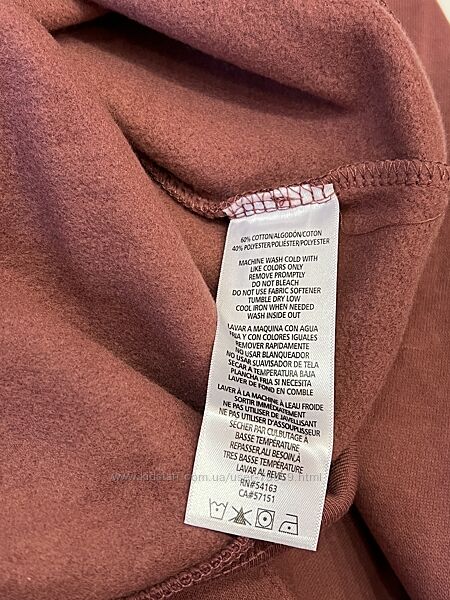 60% COTTON/ALGODÓN/COTON
40% POLYESTER/POLIÉSTER/POLYESTER
MACHINE WASH COLD WITH
LIKE COLORS ONLY
REMOVE PROMPTLY
DO NOT BLEACH
DO NOT USE FABRIC SOFTENER
TUMBLE DRY LOW
COOL IRON WHEN NEEDED
WASH INSIDE OUT
LAVAR A MAQUINA CON AGUA
FRIA Y CON COLORES IGUALES
REMOVER RAPIDAMENTE
NO USAR BLANQUEADOR
NO USAR SUAVISADOR DE TELA
SECAR A TEMPERATURA BAJA
PLANCHA FRIA SI NECESITA
LAVER DE FOND EN COMBLE
LAVER À LA MACHINE À LEAU FROIDE
SORTIR IMMÉDIATEMENT
NE PAS UTILISER DE JAVELLISANT
NE PAS UTILISER D'ASSOUPLISSEUR
SÉCHER PAR CULBUTAGE À
BASSE TEMPÉRATURE
REPASSER,AU BESOIN,À
TRES BASSE TEMPÉRATURE
LAVAR AL REVÉS
RN#54163
CA#57151